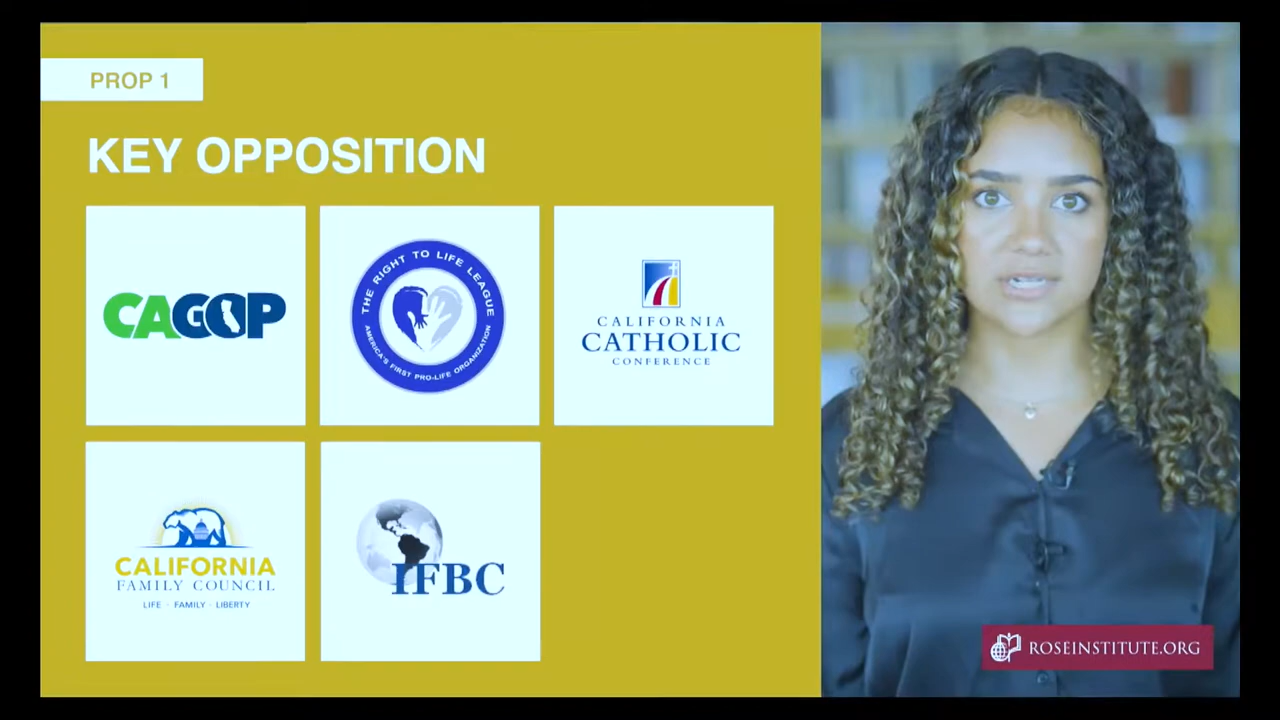 PROP 1
KEY OPPOSITION
CAGOP
THE RIGHT TO LIFE LEAGUE
AMERICA'S FIRST PRO-LIFE ORGANIZATION
CALIFORNIA
CATHOLIC
CONFERENCE
CALIFORNIA
FAMILY COUNCIL
LIFE · FAMILY · LIBERTY
IFBC
ROSEINSTITUTE.ORG